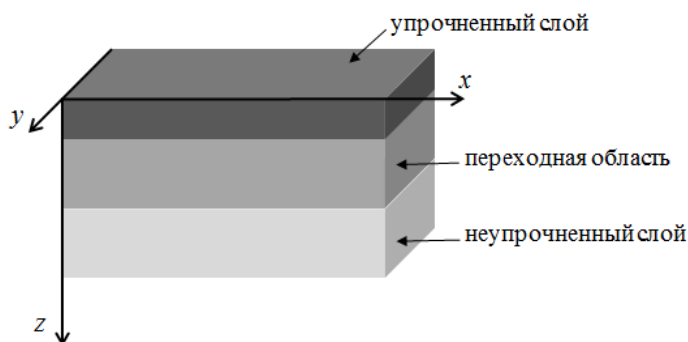 упрочненный слой
x
y
переходная область
неупрочненный слой
z